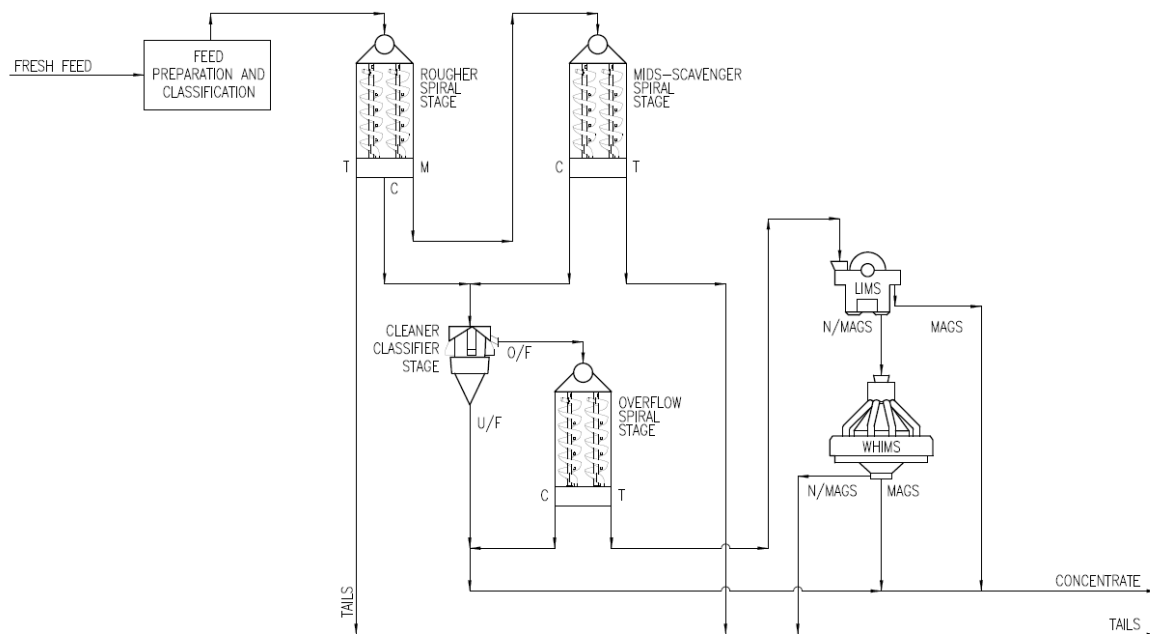 FRESH FEED
FEED
PREPARATION AND
CLASSIFICATION
ROUGHER
SPIRAL
STAGE
T
M
C
MIDS-SCAVENGER
SPIRAL
STAGE
C
T
LIMS
N/MAGS
MAGS
CLEANER
CLASSIFIER
STAGE
O/F
U/F
OVERFLOW
SPIRAL
STAGE
C
T
WHIMS
N/MAGS
MAGS
CONCENTRATE
TAILS
TAILS